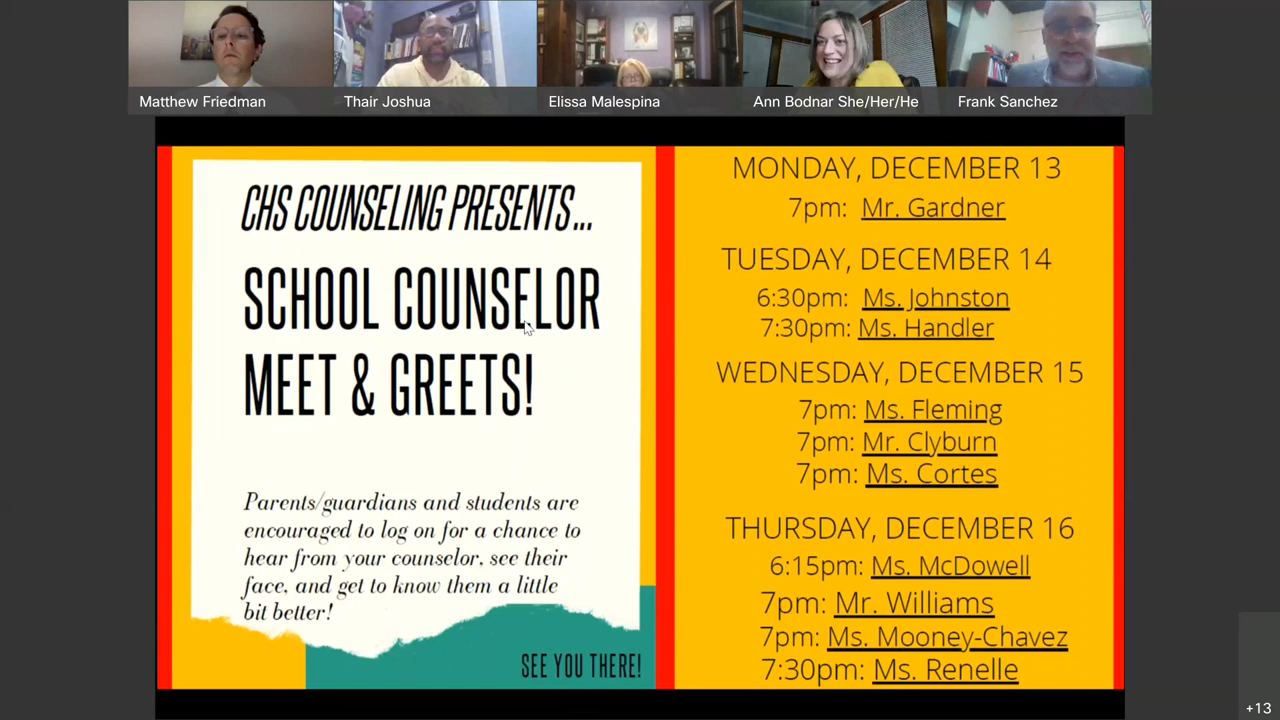 Matthew Friedman
Thair Joshua
Elissa Malespina
Ann Bodnar She/Her/He
Frank Sanchez
CHS COUNSELING PRESENTS...
SCHOOL COUNSELOR
MEET & GREETS!
Parents/guardians and students are
encouraged to log on for a chance to
hear from your counselor, see their
face, and get to know them a little
bit better!
SEE YOU THERE!
MONDAY, DECEMBER 13
7pm: Mr. Gardner
TUESDAY, DECEMBER 14
6:30pm: Ms. Johnston
7:30pm: Ms. Handler
WEDNESDAY, DECEMBER 15
7pm: Ms. Fleming
7pm: Mr. Clyburn
7pm: Ms. Cortes
THURSDAY, DECEMBER 16
6:15pm: Ms. McDowell
7pm: Mr. Williams
7pm: Ms. Mooney-Chavez
7:30pm: Ms. Renelle
+13